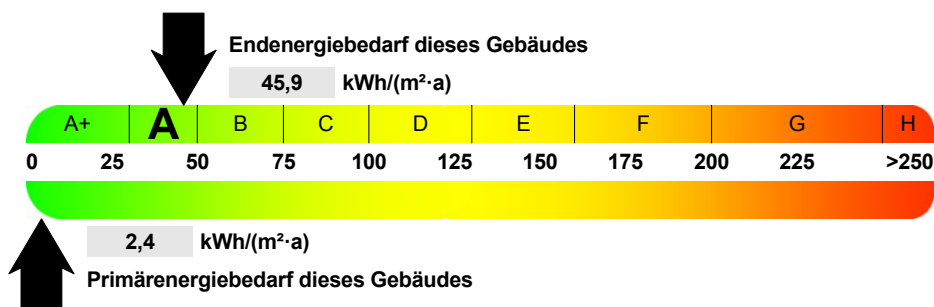 Endenergiebedarf dieses Gebäudes
45,9 kWh/(m²·a)
A+ A B C D E F G H
0 25 50 75 100 125 150 175 200 225 >250
2,4 kWh/(m²·a)
Primärenergiebedarf dieses Gebäudes